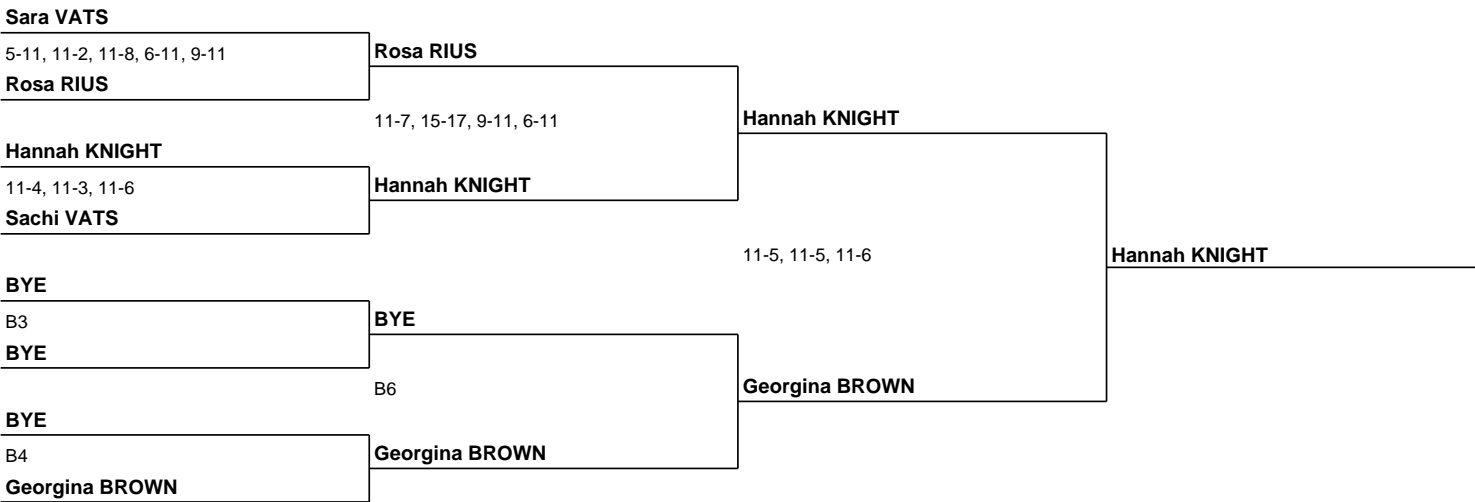 Sara VATS
5-11, 11-2, 11-8, 6-11, 9-11
Rosa RIUS
Rosa RIUS
11-7, 15-17, 9-11, 6-11
Hannah KNIGHT
Hannah KNIGHT
11-4, 11-3, 11-6
Hannah KNIGHT
Sachi VATS
11-5, 11-5, 11-6
Hannah KNIGHT
BYE
B3
BYE
BYE
B6
Georgina BROWN
BYE
B4
Georgina BROWN
Georgina BROWN